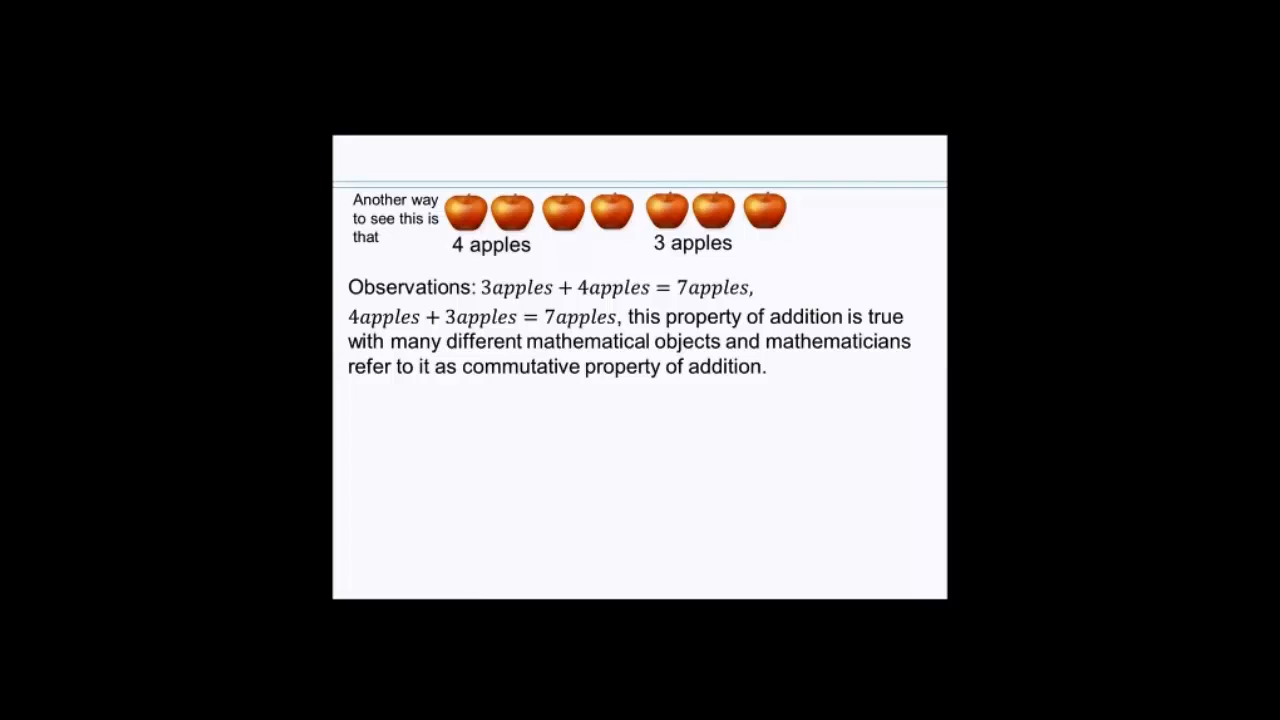 Another way
to see this is
that
4 apples
3 apples
Observations: 3apples + 4apples = 7apples,
4apples + 3apples = 7apples, this property of addition is true
with many different mathematical objects and mathematicians
refer to it as commutative property of addition.